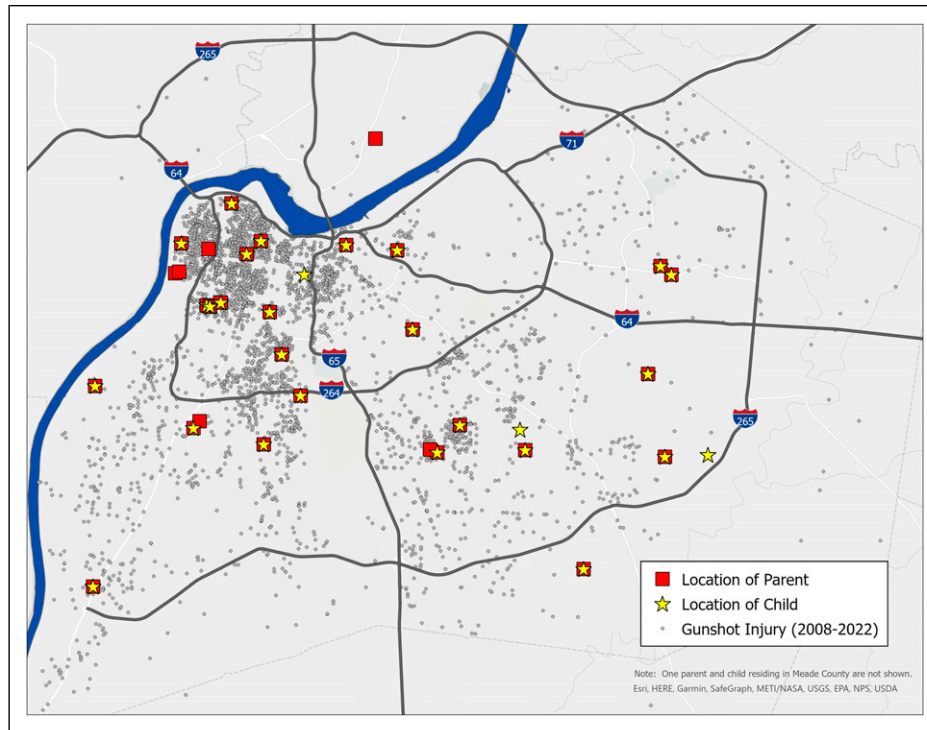 265
71
64
64
65
264
265
Location of Parent
Location of Child
Gunshot Injury (2008-2022)
Note: One parent and child residing in Meade County are not shown.
Esri, HERE, Garmin, SafeGraph, METI/NASA, USGS, EPA, NPS, USDA